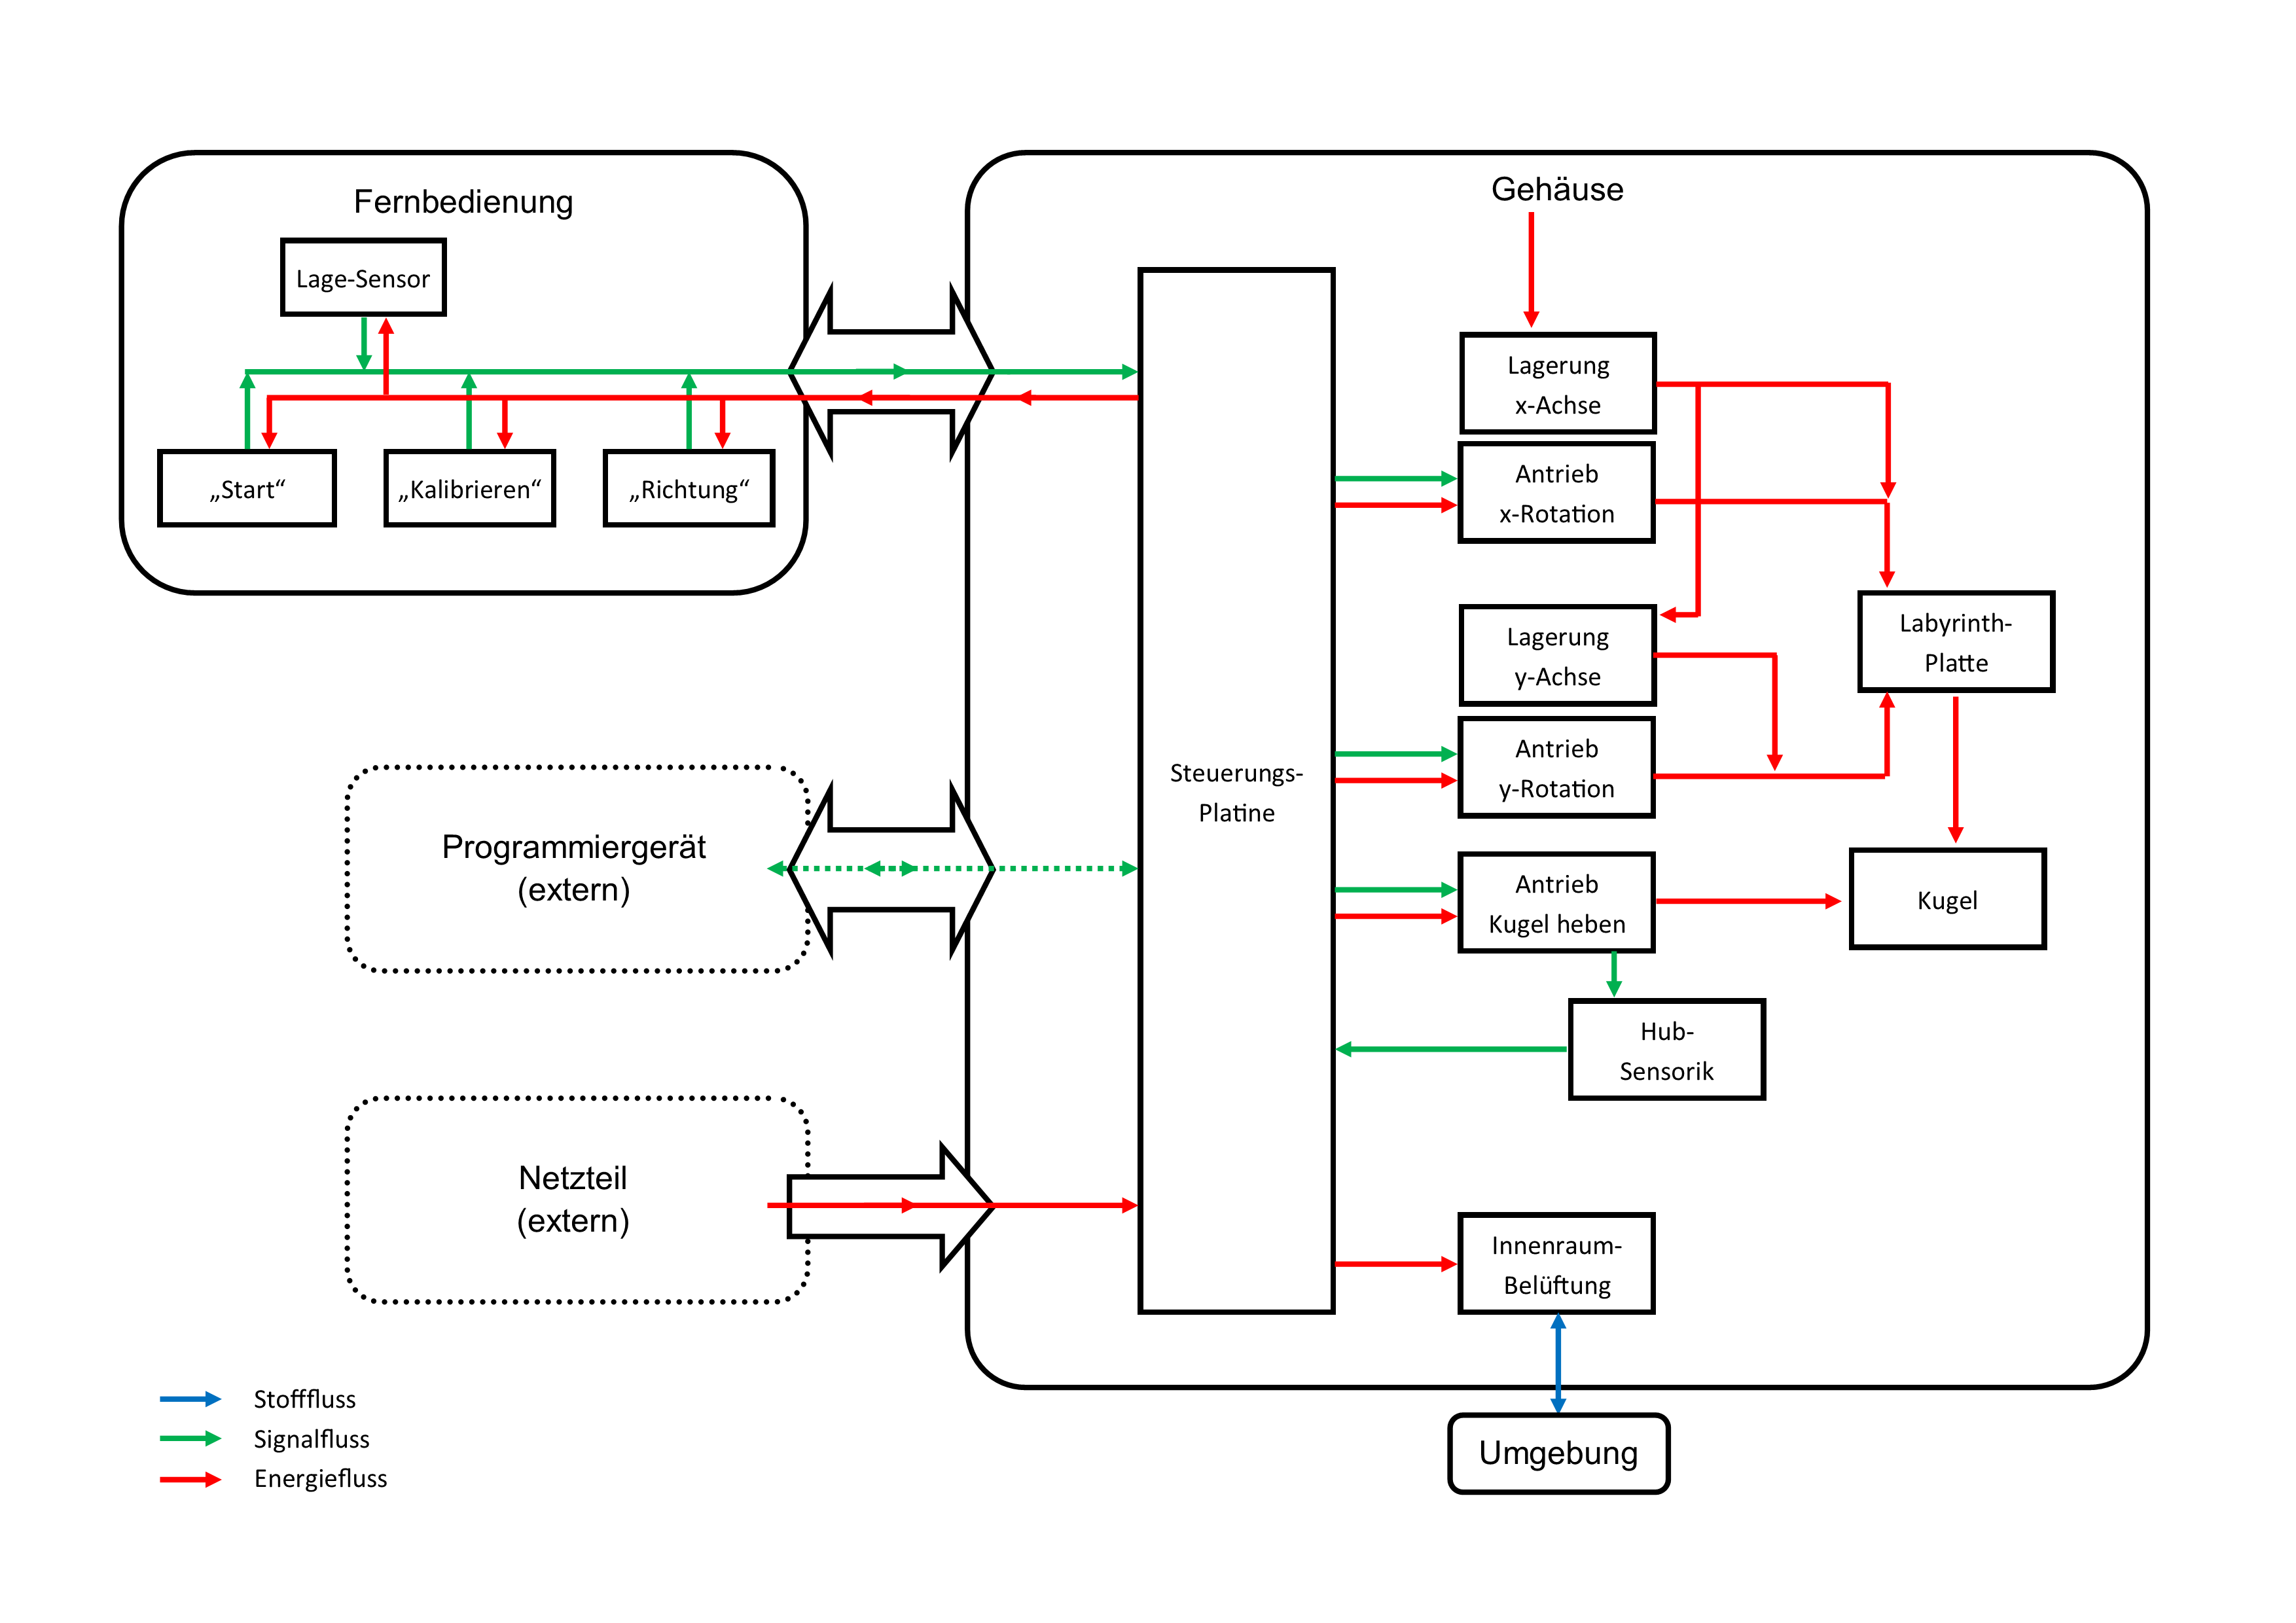 Fernbedienung
Lage-Sensor
„Start“
„Kalibrieren“
„Richtung“
Gehäuse
Lagerung
x-Achse
Antrieb
x-Rotation
Lagerung
y-Achse
Antrieb
y-Rotation
Labyrinth-
Platte
Steuerungs-
Platine
Programmiergerät
(extern)
Antrieb
Kugel heben
Kugel
Hub-
Sensorik
Netzteil
(extern)
Innenraum-
Belüftung
Umgebung
Stofffluss
Signalfluss
Energiefluss